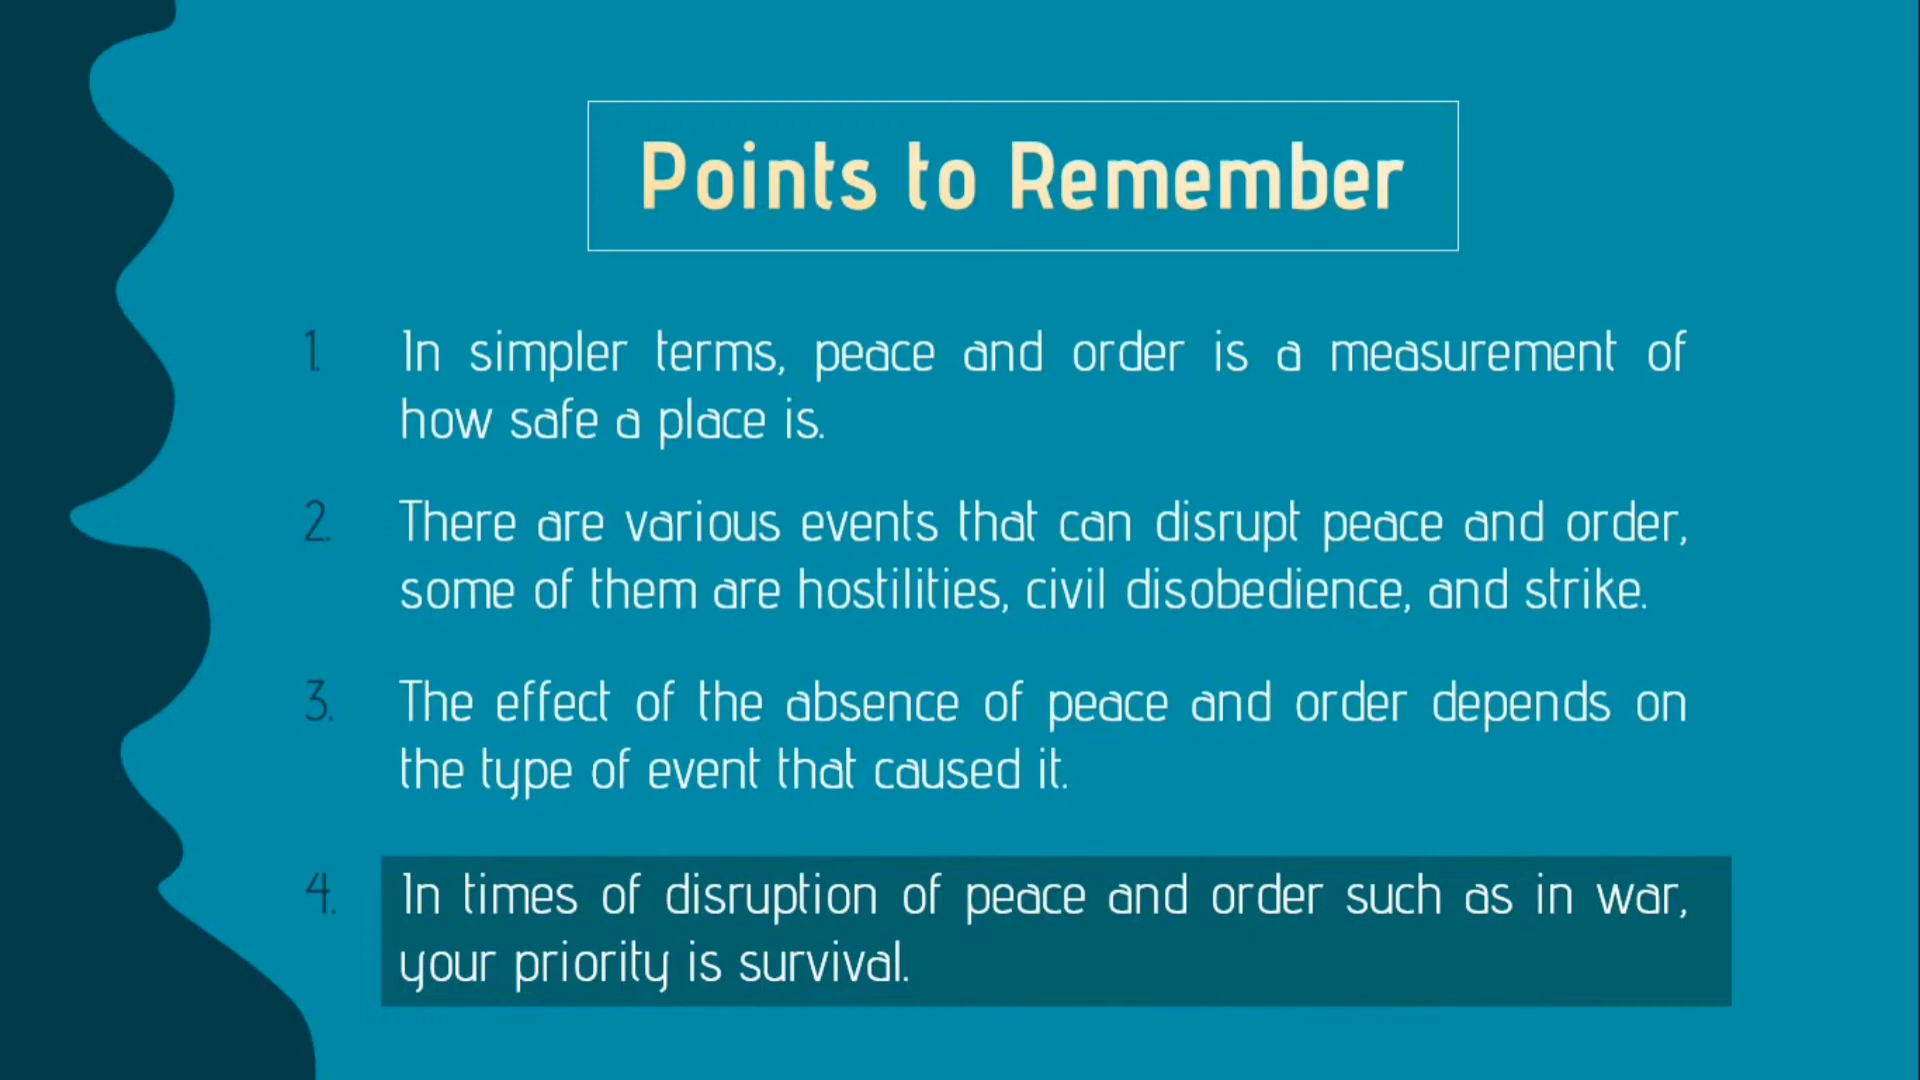 Points to Remember
1. In simpler terms, peace and order is a measurement of
how safe a place is.
2. There are various events that can disrupt peace and order,
some of them are hostilities, civil disobedience, and strike.
3. The effect of the absence of peace and order depends on
the type of event that caused it.
4. In times of disruption of peace and order such as in war,
your priority is survival.